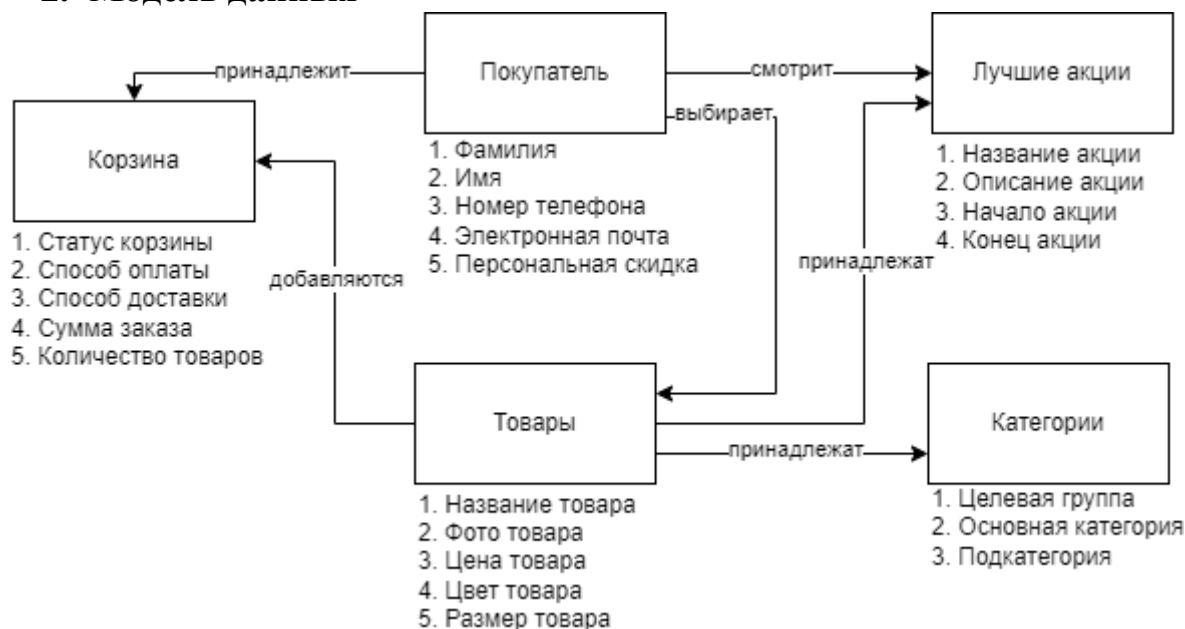 2. Модель данных
принадлежит
Покупатель
смотрит
Лучшие акции
выбирает
Корзина
1. Фамилия
2. Имя
3. Номер телефона
4. Электронная почта
5. Персональная скидка
1. Название акции
2. Описание акции
3. Начало акции
4. Конец акции
1. Статус корзины
2. Способ оплаты
3. Способ доставки
4. Сумма заказа
5. Количество товаров
добавляются
принадлежат
Товары
Категории
принадлежат
1. Название товара
2. Фото товара
3. Цена товара
4. Цвет товара
5. Размер товара
1. Целевая группа
2. Основная категория
3. Подкатегория